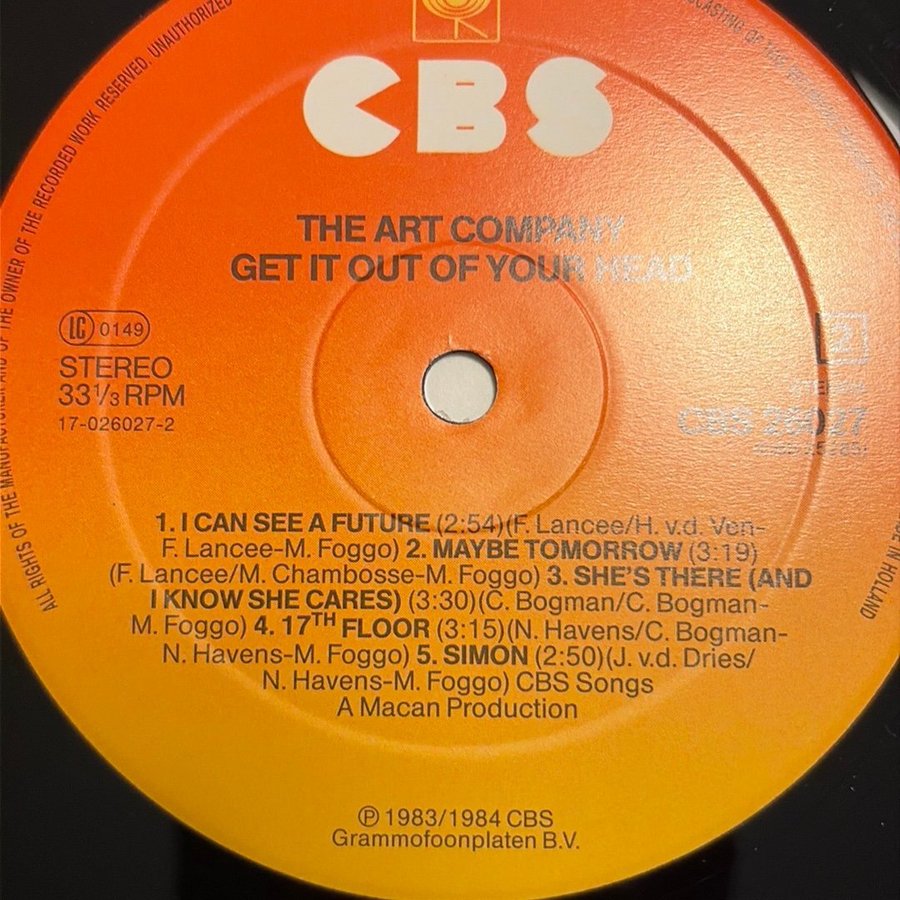 CBS
THE ART COMPANY
GET IT OUT OF YOUR HEAD
LC 0149
STEREO
33⅓ RPM
17-026027-2
2
CBS 26027
1. I CAN SEE A FUTURE (2:54)(F. Lancee/H. v.d. Ven-
F. Lancee-M. Foggo) 2. MAYBE TOMORROW (3:19)
(F. Lancee/M. Chambosse-M. Foggo) 3. SHE'S THERE (AND
I KNOW SHE CARES) (3:30)(C. Bogman/C. Bogman-
M. Foggo) 4. 17TH FLOOR (3:15)(N. Havens/C. Bogman-
N. Havens-M. Foggo) 5. SIMON (2:50)(J. v.d. Dries/
N. Havens-M. Foggo) CBS Songs
A Macan Production
℗ 1983/1984 CBS
Grammofoonplaten B.V.
ALL RIGHTS OF THE MANUFACTURER AND OF THE OWNER OF THE RECORDED WORK RESERVED. UNAUTHORIZED
IN HOLLAND